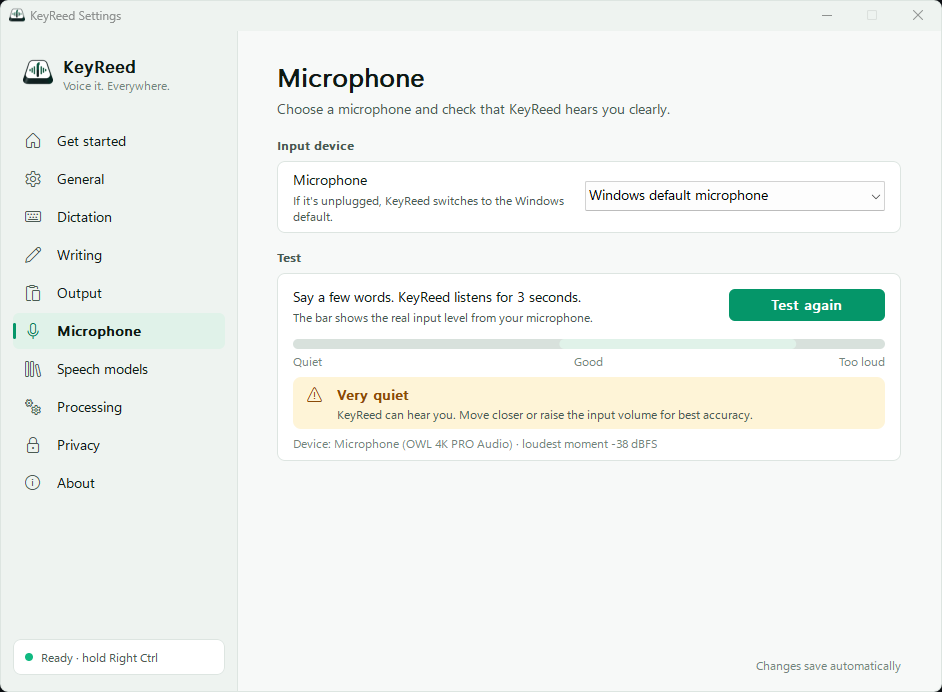 KeyReed Settings
KeyReed
Voice it. Everywhere.
Get started
General
Dictation
Writing
Output
Microphone
Speech models
Processing
Privacy
About
Ready · hold Right Ctrl
Microphone
Choose a microphone and check that KeyReed hears you clearly.
Input device
Microphone
If it's unplugged, KeyReed switches to the Windows
default.
Windows default microphone
Test
Say a few words. KeyReed listens for 3 seconds.
The bar shows the real input level from your microphone.
Test again
Quiet
Good
Too loud
Very quiet
KeyReed can hear you. Move closer or raise the input volume for best accuracy.
Device: Microphone (OWL 4K PRO Audio) · loudest moment -38 dBFS
Changes save automatically